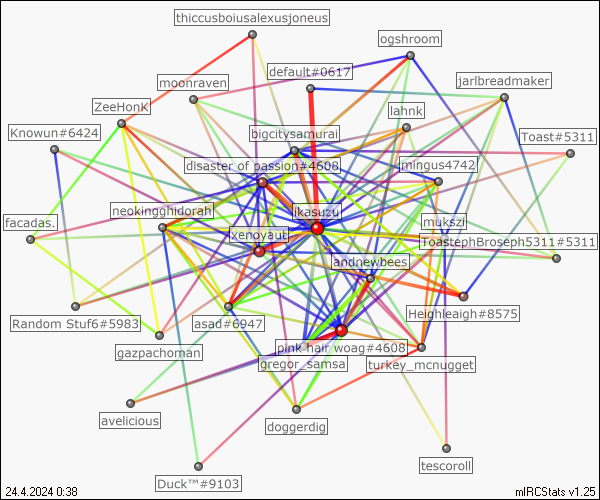 thiccusboiusalexusjoneus
ogshroom
default#0617
moonraven
jarlbreadmaker
ZeeHonK
lahnk
Knowun#6424
bigcitysamurai
Toast#5311
disaster of passion#4608
mingus4742
neokingghidorah
ikasuzu
facadas.
mukszi
xenoyaut
ToastephBroseph5311#5311
andnewbees
Random Stuf6#5983
asad#6947
Heighleaigh#8575
gazpachoman
pink hair woag#4608
gregor_samsa
turkey_mcnugget
avelicious
doggerdig
tescoroll
Duck™#9103
24.4.2024 0:38
mIRCStats v1.25